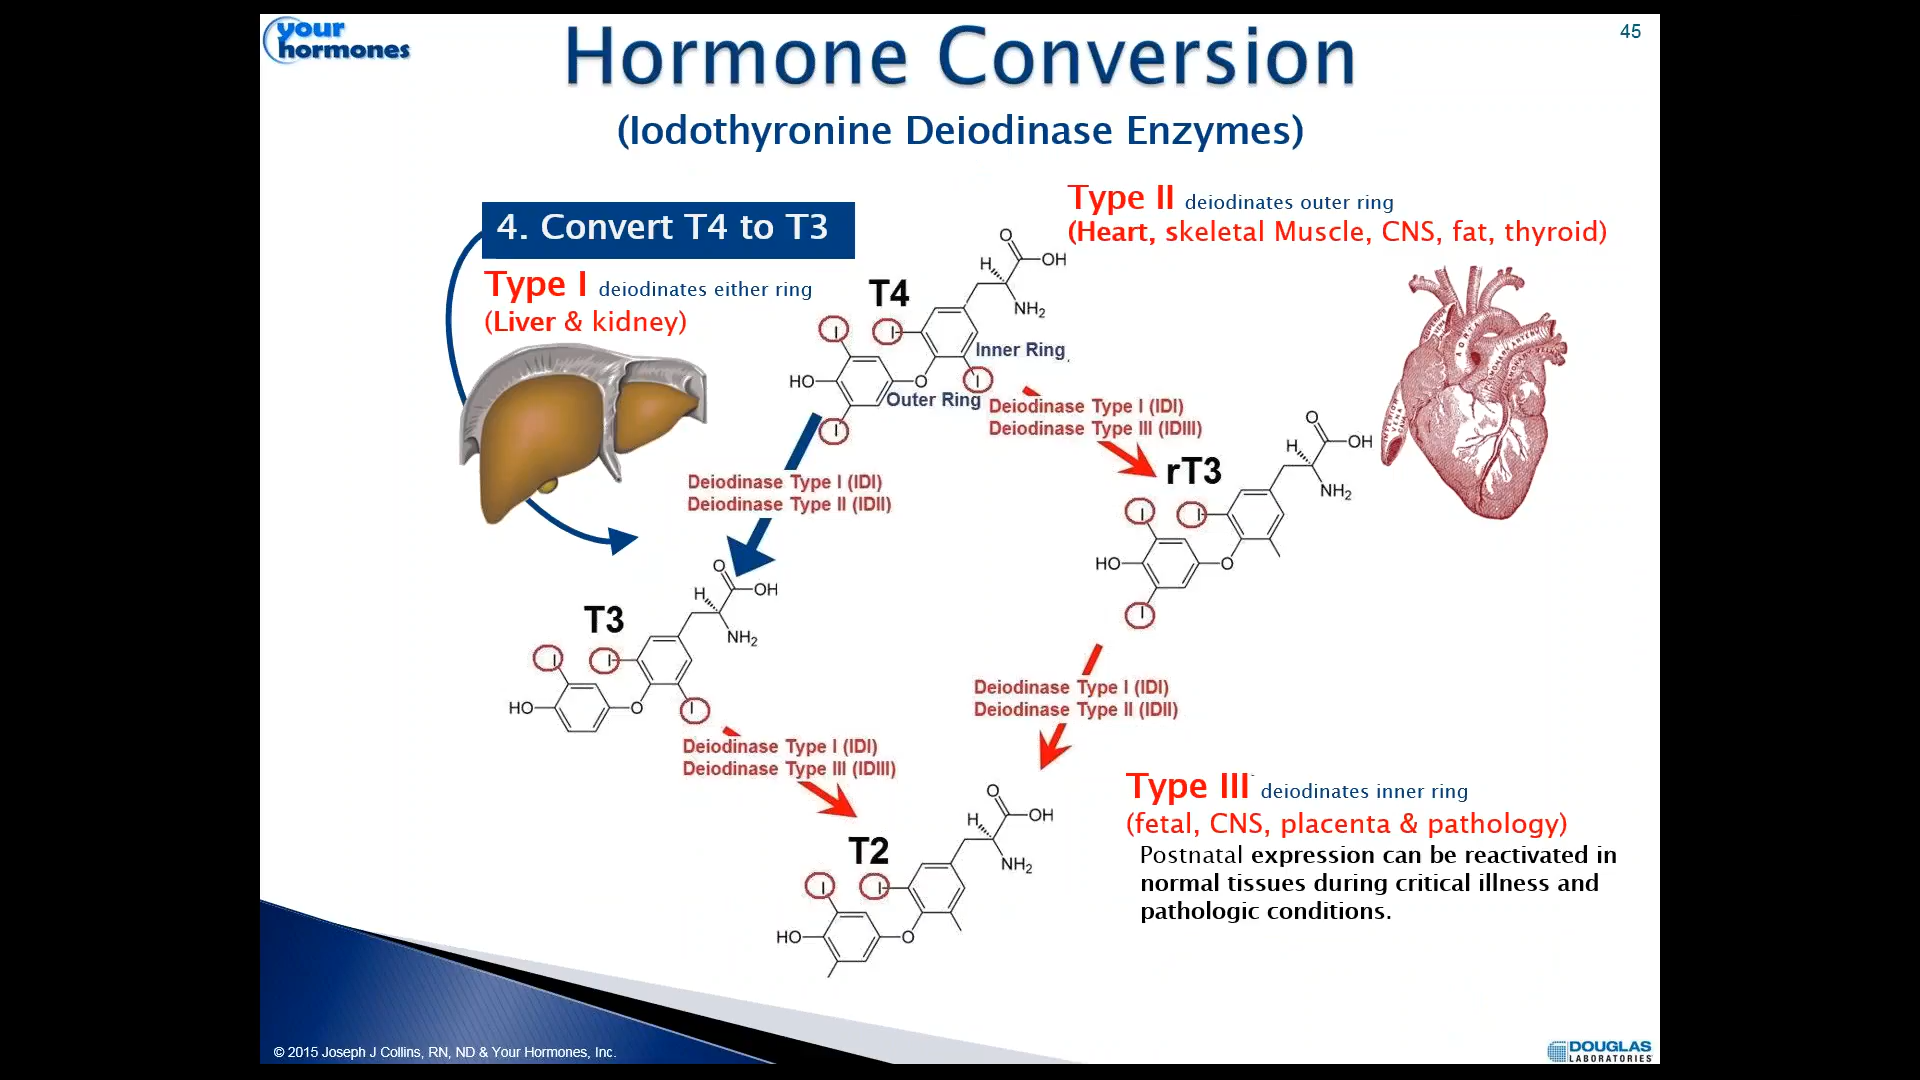 your
hormones
45
Hormone Conversion
(Iodothyronine Deiodinase Enzymes)
4. Convert T4 to T3
Type I deiodinates either ring
(Liver & kidney)
Type II deiodinates outer ring
(Heart, skeletal Muscle, CNS, fat, thyroid)
T4
O
H
OH
NH2
I
I
Inner Ring
HO
O
I
Outer Ring
I
Deiodinase Type I (IDI)
Deiodinase Type III (IDIII)
Deiodinase Type I (IDI)
Deiodinase Type II (IDII)
AORTA
rT3
O
H
OH
NH2
I
I
HO
O
I
T3
O
H
OH
NH2
I
I
HO
O
I
Deiodinase Type I (IDI)
Deiodinase Type II (IDII)
Deiodinase Type I (IDI)
Deiodinase Type III (IDIII)
T2
O
H
OH
NH2
I
I
HO
O
Type III deiodinates inner ring
(fetal, CNS, placenta & pathology)
Postnatal expression can be reactivated in
normal tissues during critical illness and
pathologic conditions.
© 2015 Joseph J Collins, RN, ND & Your Hormones, Inc.
DOUGLAS
LABORATORIES